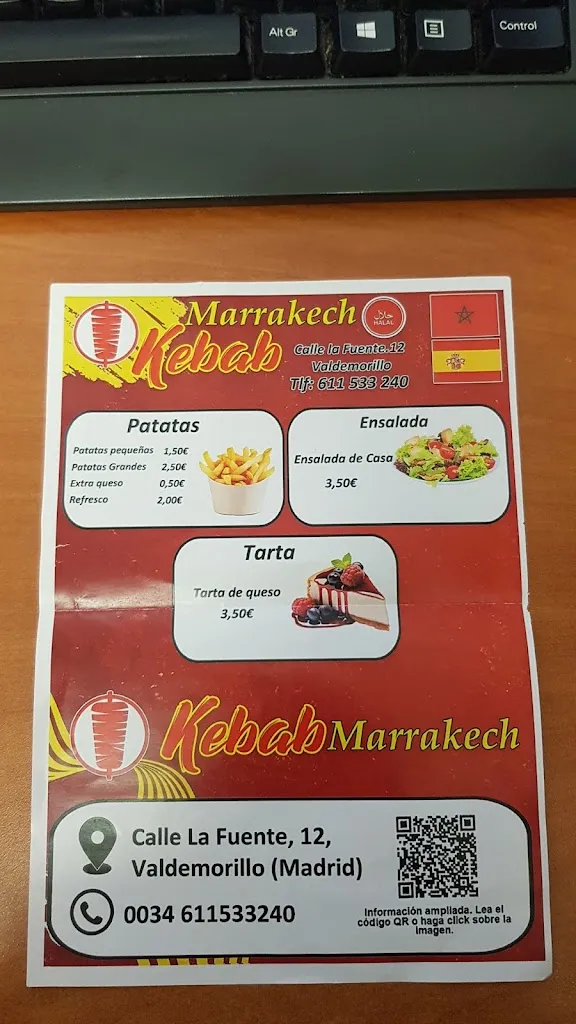 Alt Gr
Control
Marrakech
Kebab
حلال
HALAL
Calle la Fuente.12
Valdemorillo
Tlf: 611 533 240
Patatas
Patatas pequeñas 1,50€
Patatas Grandes 2,50€
Extra queso 0,50€
Refresco 2,00€
Ensalada
Ensalada de Casa
3,50€
Tarta
Tarta de queso
3,50€
Kebab Marrakech
Calle La Fuente, 12,
Valdemorillo (Madrid)
0034 611533240
Información ampliada. Lea el
código QR o haga click sobre la
imagen.